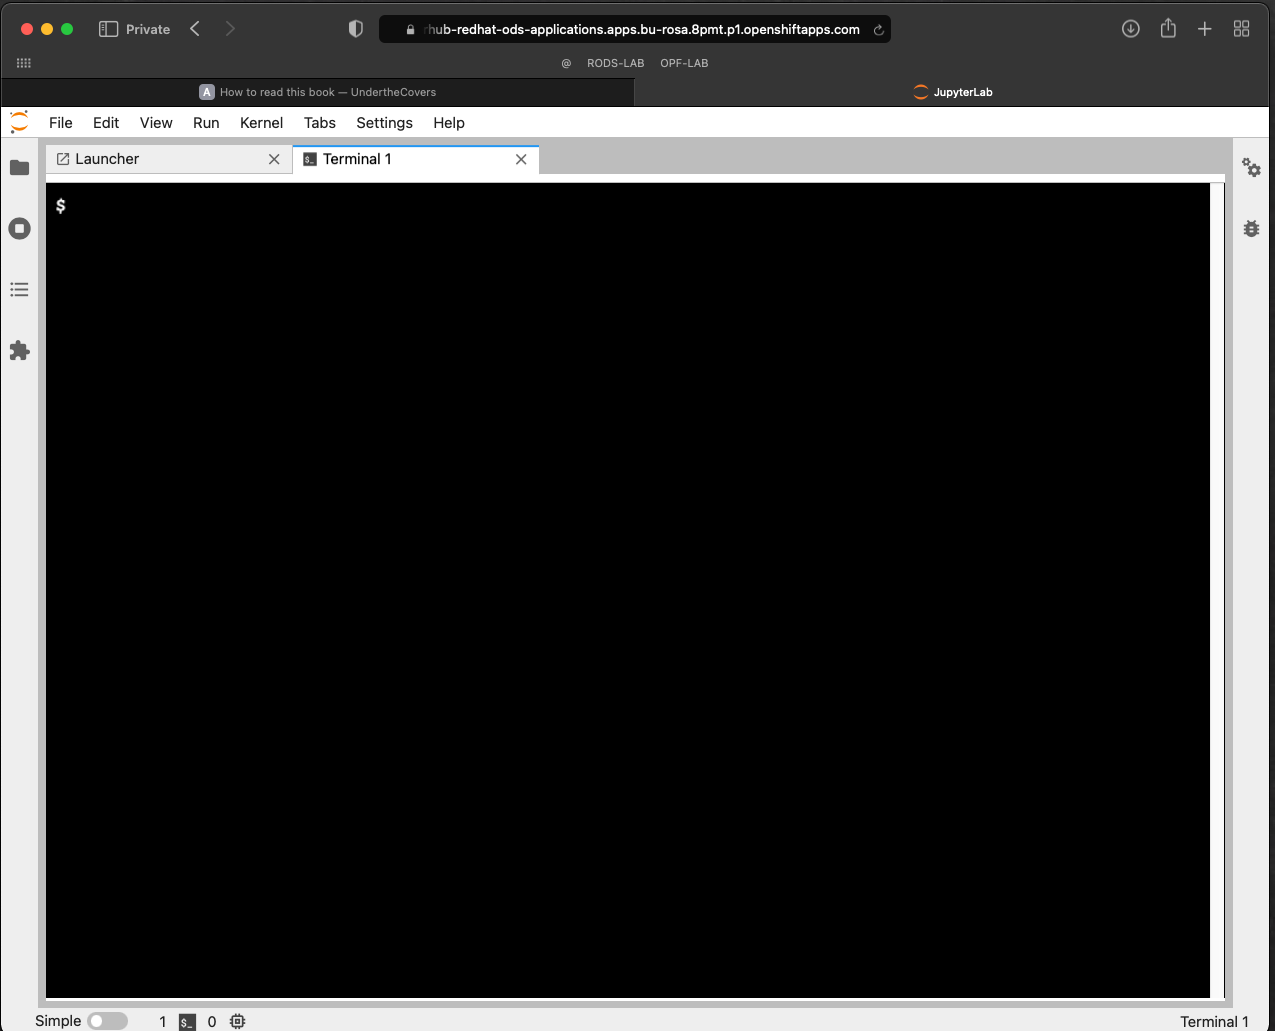 Private
rhub-redhat-ods-applications.apps.bu-rosa.8pmt.p1.openshiftapps.com
@ RODS-LAB OPF-LAB
A How to read this book — UndertheCovers
JupyterLab
File Edit View Run Kernel Tabs Settings Help
Launcher
$_ Terminal 1
$
Simple 1 $_ 0
Terminal 1